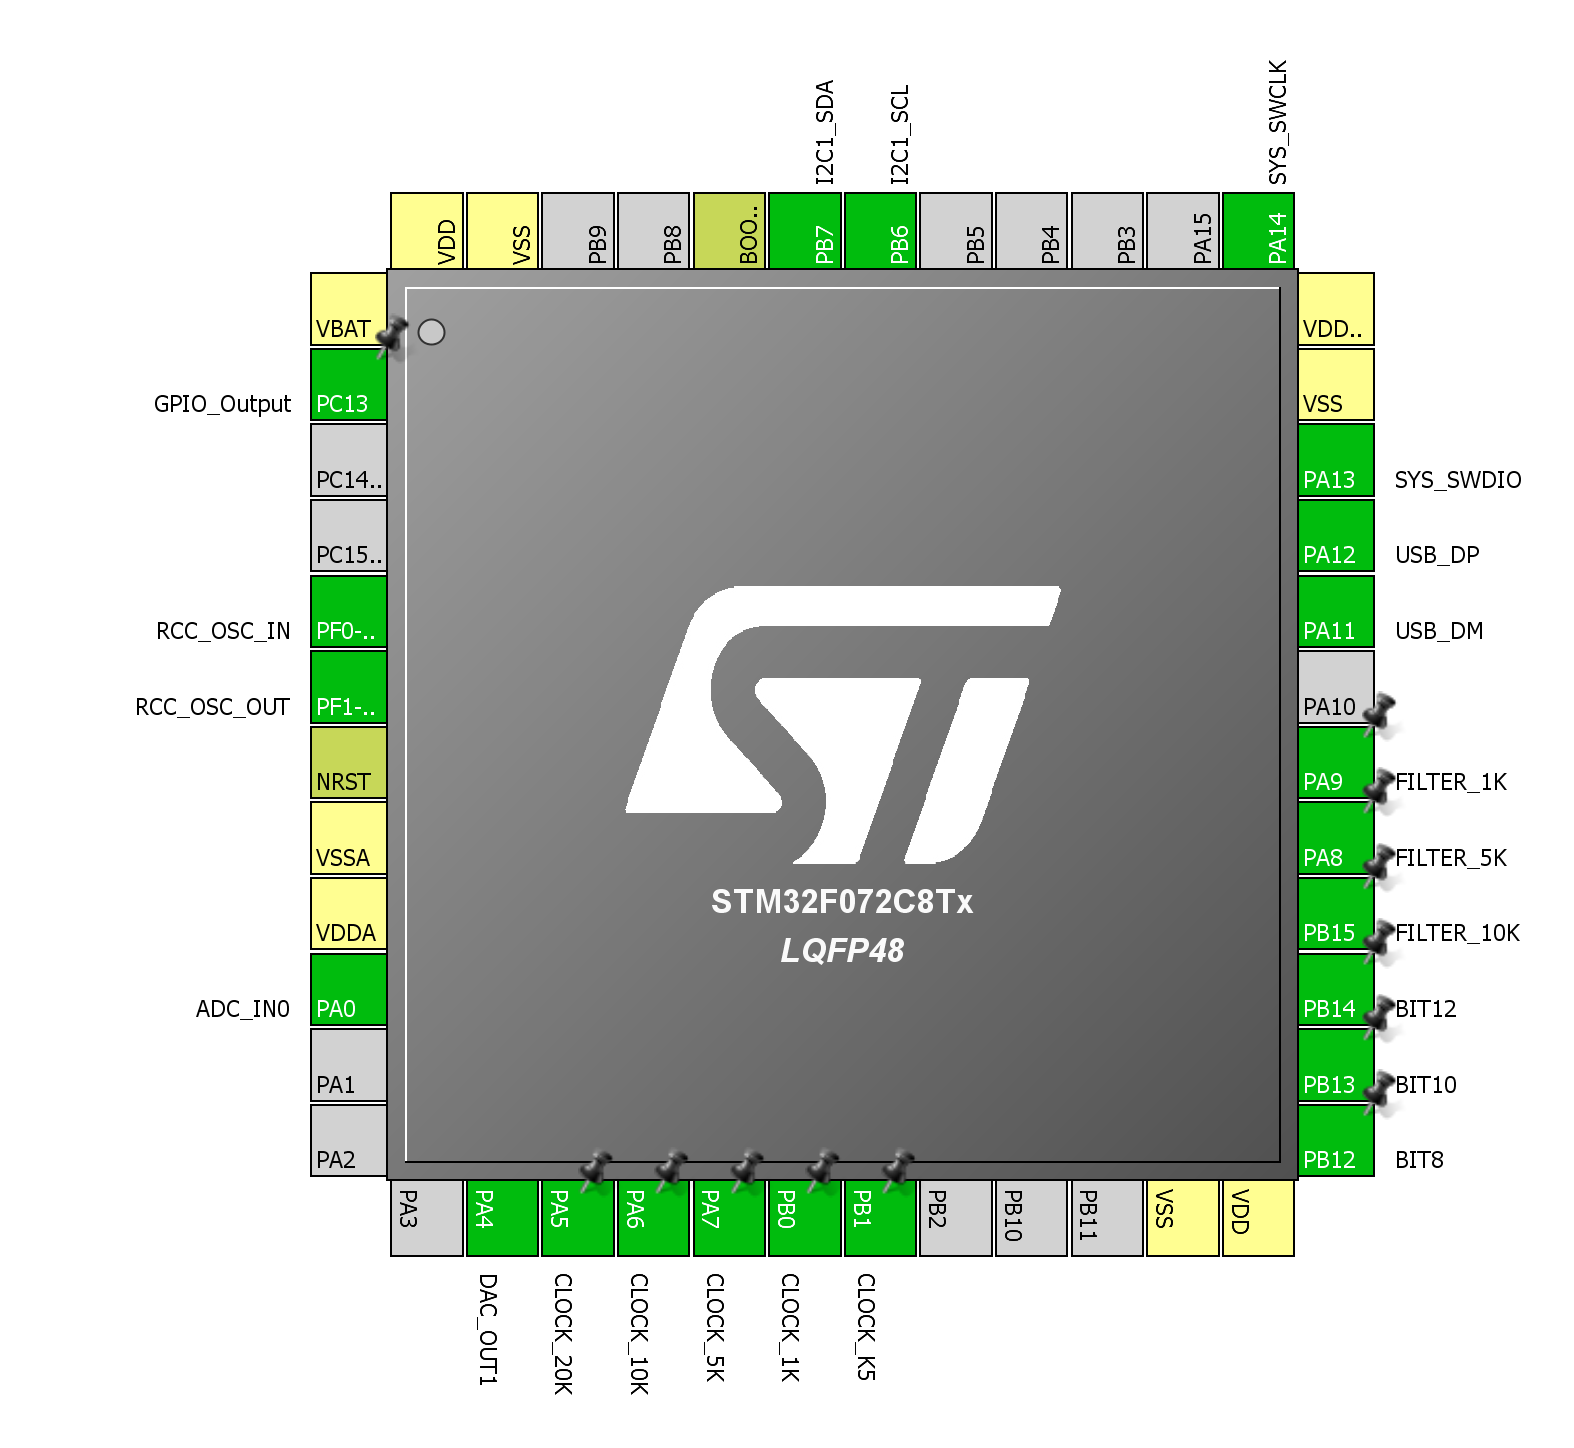 I2C1_SDA
I2C1_SCL
SYS_SWCLK
VDD
VSS
PB9
PB8
BOO..
PB7
PB6
PB5
PB4
PB3
PA15
PA14
VBAT
GPIO_Output PC13
PC14..
PC15..
RCC_OSC_IN PF0-..
RCC_OSC_OUT PF1-..
NRST
VSSA
VDDA
ADC_IN0 PA0
PA1
PA2
ST
STM32F072C8Tx
LQFP48
VDD..
VSS
PA13 SYS_SWDIO
PA12 USB_DP
PA11 USB_DM
PA10
PA9 FILTER_1K
PA8 FILTER_5K
PB15 FILTER_10K
PB14 BIT12
PB13 BIT10
PB12 BIT8
PA3
PA4
PA5
PA6
PA7
PB0
PB1
PB2
PB10
PB11
VSS
VDD
DAC_OUT1
CLOCK_20K
CLOCK_10K
CLOCK_5K
CLOCK_1K
CLOCK_K5